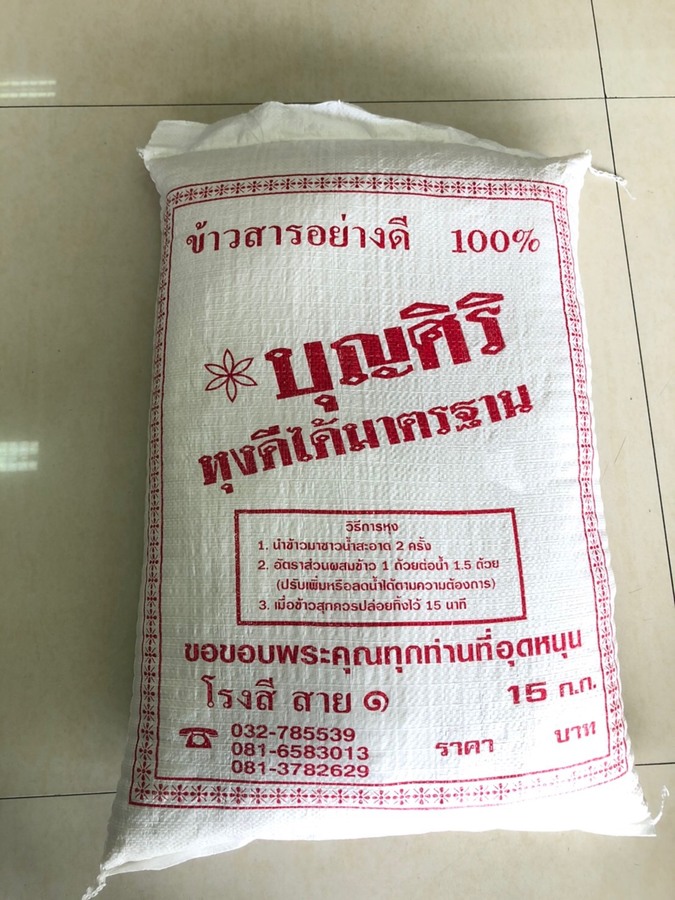 ข้าวสารอย่างดี 100%
บุญศิริ
หุงดีได้มาตรฐาน
วิธีการหุง
1. นำข้าวมาซาวน้ำสะอาด 2 ครั้ง
2. อัตราส่วนผสมข้าว 1 ถ้วยต่อน้ำ 1.5 ถ้วย
(ปรับเพิ่มหรือลดน้ำได้ตามความต้องการ)
3. เมื่อข้าวสุกควรปล่อยทิ้งไว้ 15 นาที
ขอขอบพระคุณทุกท่านที่อุดหนุน
โรงสี สาย ๑ 15 ก.ก.
032-785539
081-6583013 ราคา บาท
081-3782629